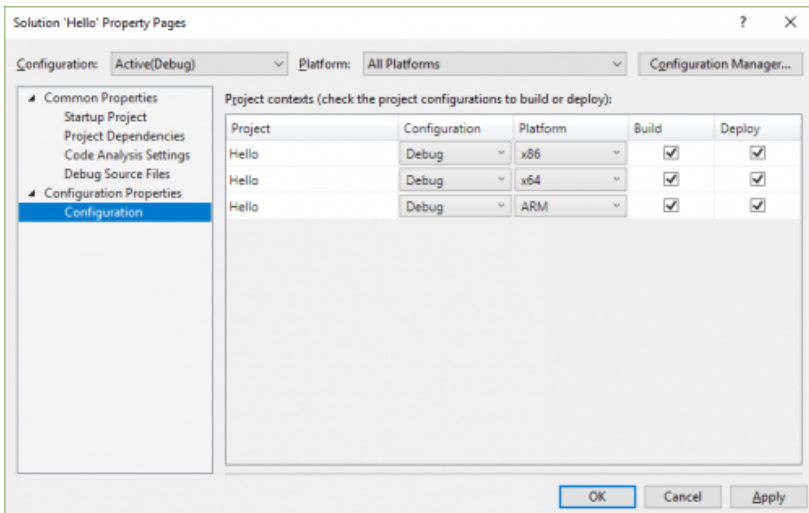 Solution 'Hello' Property Pages
Configuration: Active(Debug) Platform: All Platforms Configuration Manager...
Common Properties
Startup Project
Project Dependencies
Code Analysis Settings
Debug Source Files
Configuration Properties
Configuration
Project contexts (check the project configurations to build or deploy):
Project Configuration Platform Build Deploy
Hello Debug x86
Hello Debug x64
Hello Debug ARM
OK Cancel Apply